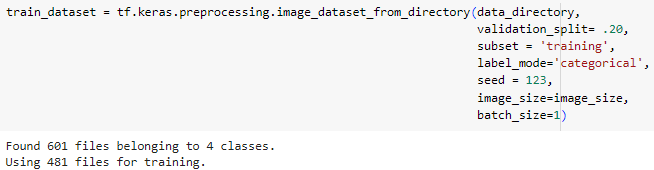 train_dataset = tf.keras.preprocessing.image_dataset_from_directory(data_directory,
validation_split= .20,
subset = 'training',
label_mode='categorical',
seed = 123,
image_size=image_size,
batch_size=1)
Found 601 files belonging to 4 classes.
Using 481 files for training.